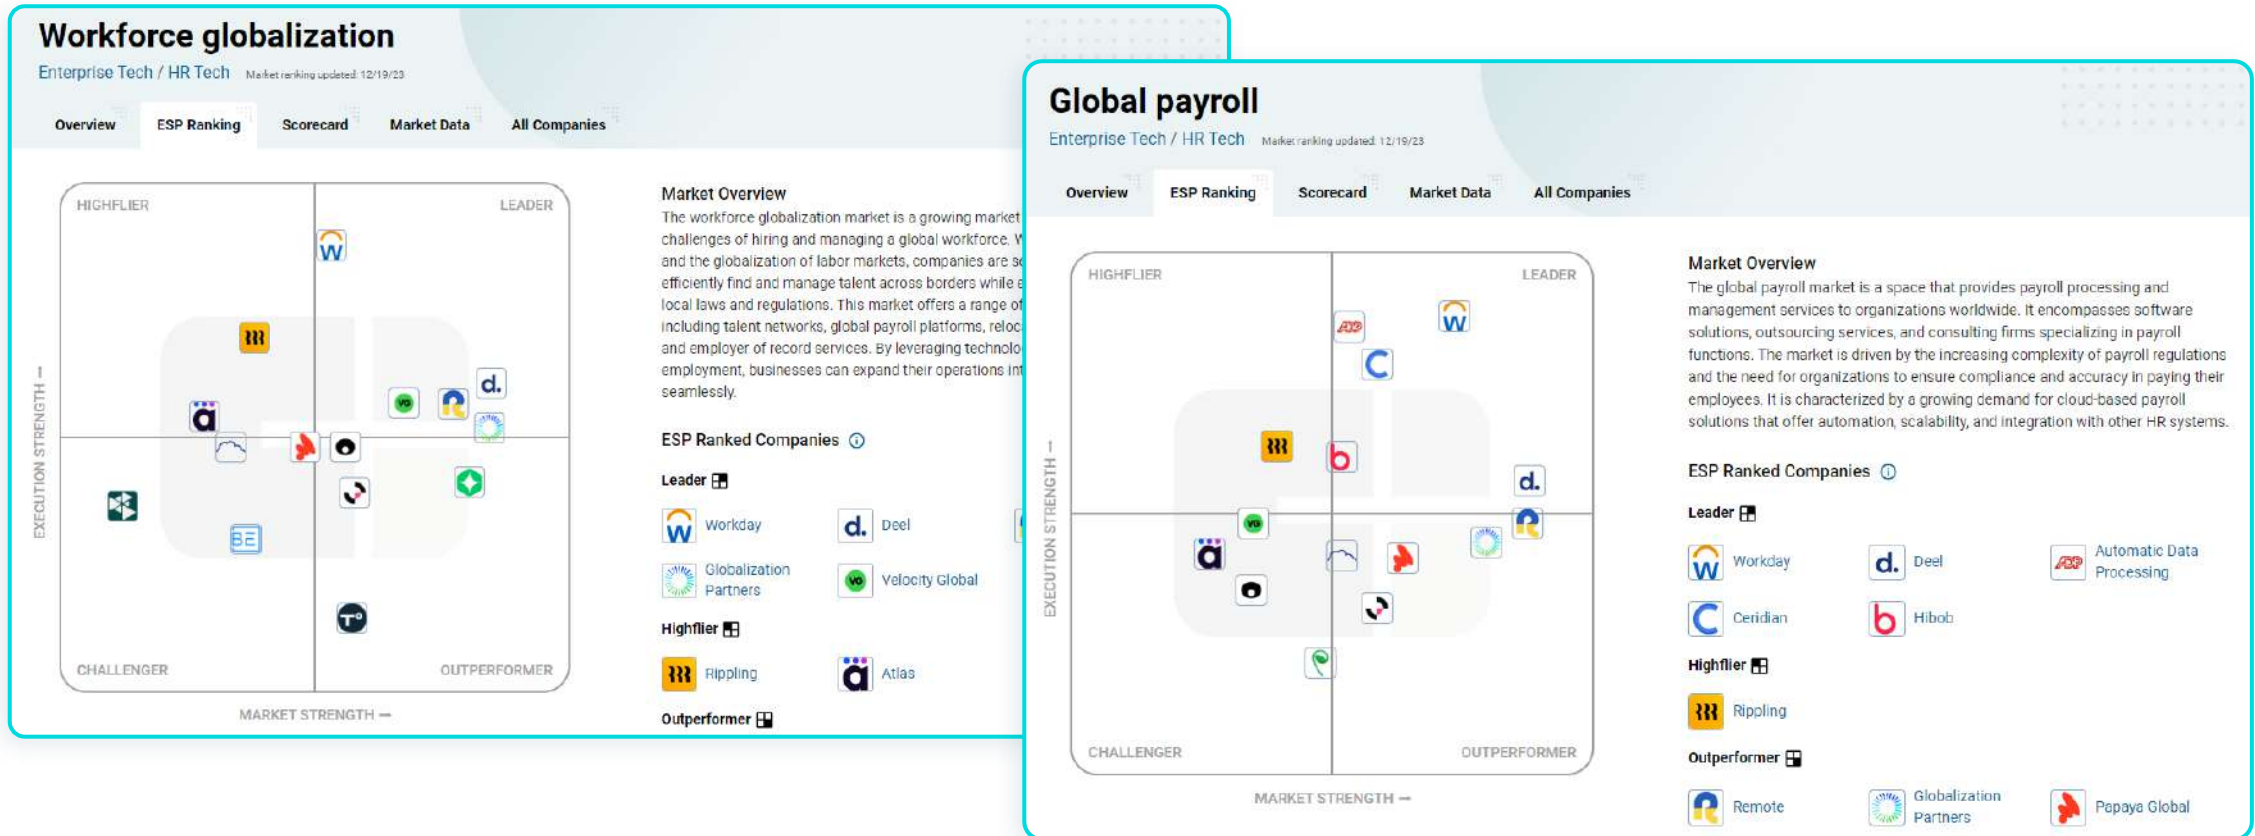 Workforce globalization
Enterprise Tech / HR Tech Market ranking updated: 12/19/23
Overview ESP Ranking Scorecard Market Data All Companies
HIGHFLIER LEADER
EXECUTION STRENGTH
CHALLENGER OUTPERFORMER
MARKET STRENGTH
W
d.
VG
R
ä
BE
T°
Market Overview
The workforce globalization market is a growing market
challenges of hiring and managing a global workforce.
and the globalization of labor markets, companies are
efficiently find and manage talent across borders while
local laws and regulations. This market offers a range of
including talent networks, global payroll platforms,
and employer of record services. By leveraging
employment, businesses can expand their operations
seamlessly.
ESP Ranked Companies
Leader
Workday Deel
Globalization
Partners
Velocity Global
Highflier
Rippling Atlas
Outperformer
Global payroll
Enterprise Tech / HR Tech Market ranking updated: 12/19/23
Overview ESP Ranking Scorecard Market Data All Companies
HIGHFLIER LEADER
EXECUTION STRENGTH
CHALLENGER OUTPERFORMER
MARKET STRENGTH
ADP
W
C
b
d.
VG
R
ä
Market Overview
The global payroll market is a space that provides payroll processing and
management services to organizations worldwide. It encompasses software
solutions, outsourcing services, and consulting firms specializing in payroll
functions. The market is driven by the increasing complexity of payroll regulations
and the need for organizations to ensure compliance and accuracy in paying their
employees. It is characterized by a growing demand for cloud-based payroll
solutions that offer automation, scalability, and integration with other HR systems.
ESP Ranked Companies
Leader
Workday Deel
Automatic Data
Processing
Ceridian Hibob
Highflier
Rippling
Outperformer
Remote
Globalization
Partners
Papaya Global